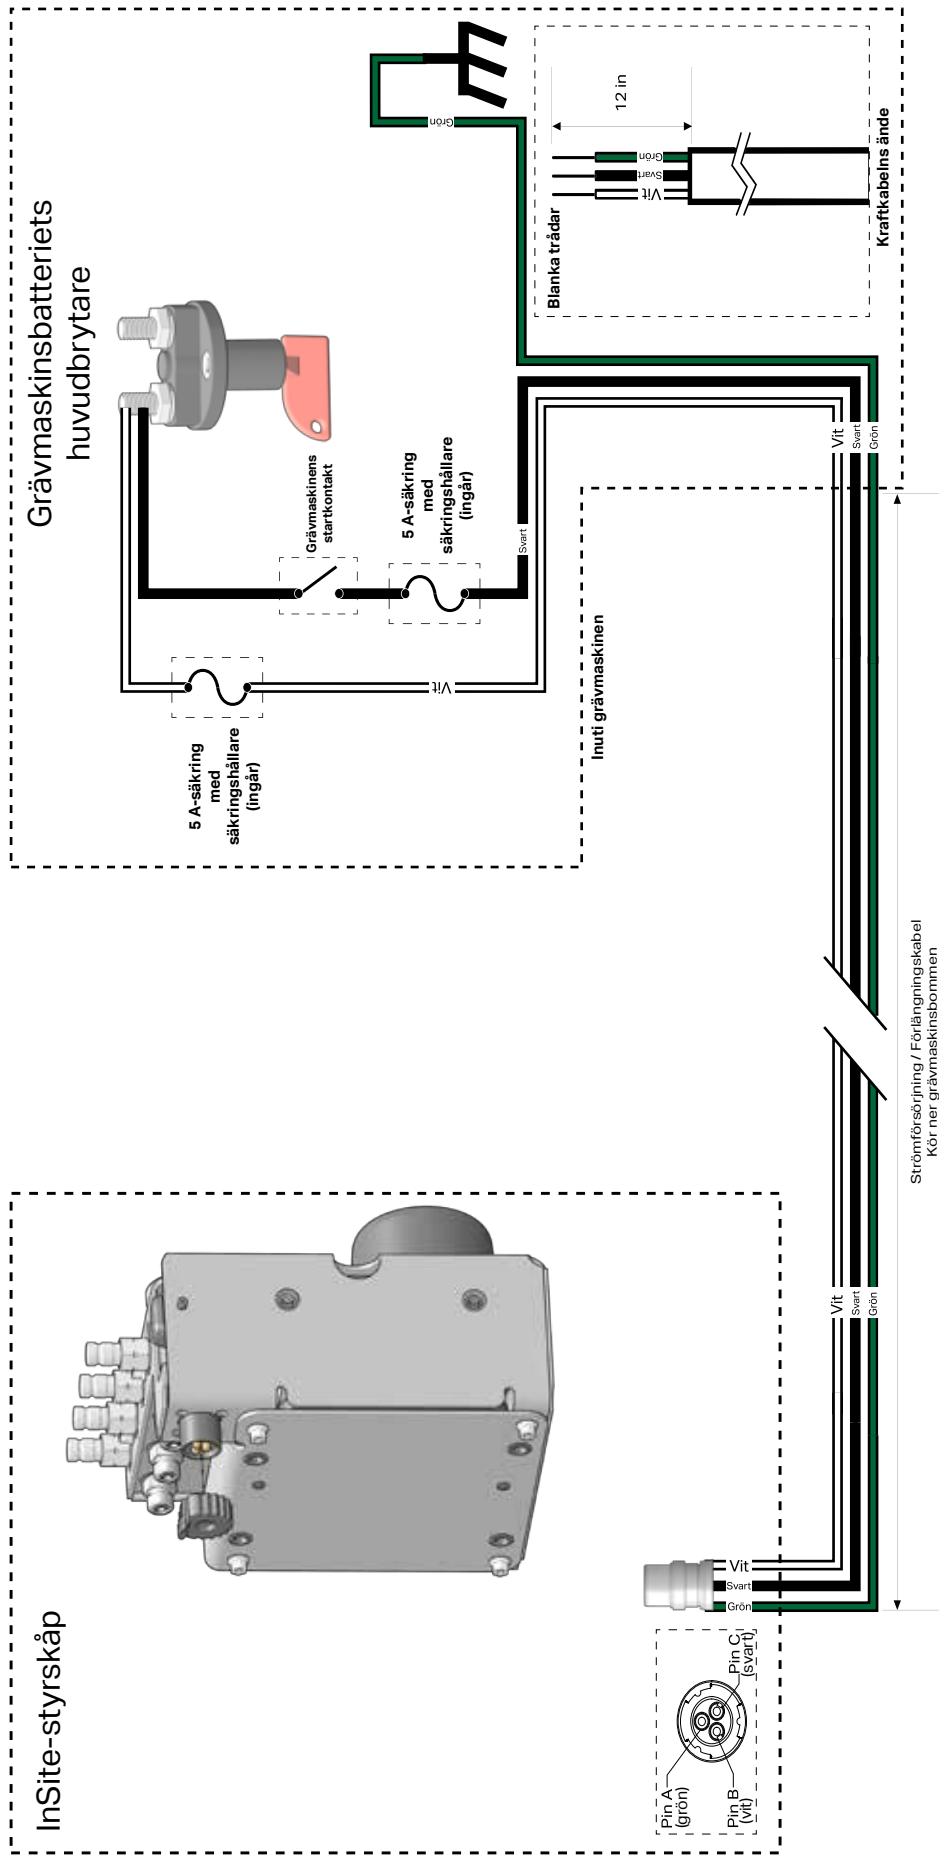 Grävmaskinsbatteriets
huvudbrytare
Grön
12 in
Grön
Svart
Vit
Blanka trådar
Kraftkabelns ände
Grävmaskinens
startkontakt
5 A-säkring
med
säkringshållare
(ingår)
Svart
Vit
5 A-säkring
med
säkringshållare
(ingår)
Inuti grävmaskinen
Vit
Svart
Grön
Strömförsörjning / Förlängningskabel
Kör ner grävmaskinsbommen
InSite-styrskåp
Vit
Svart
Grön
Vit
Svart
Grön
Pin A
(grön)
Pin B
(vit)
Pin C
(svart)